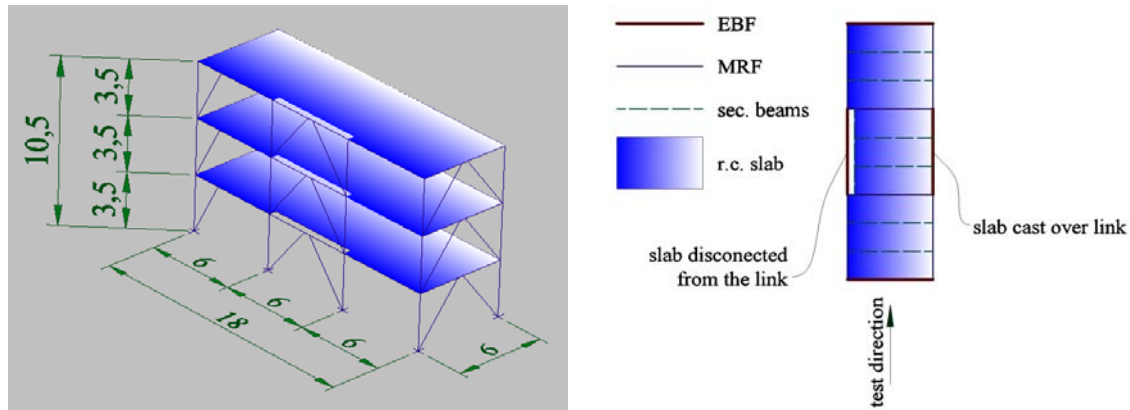 10,5
3,5
3,5
3,5
6
6
6
18
6
EBF
MRF
sec. beams
r.c. slab
slab disconected
from the link
slab cast over link
test direction